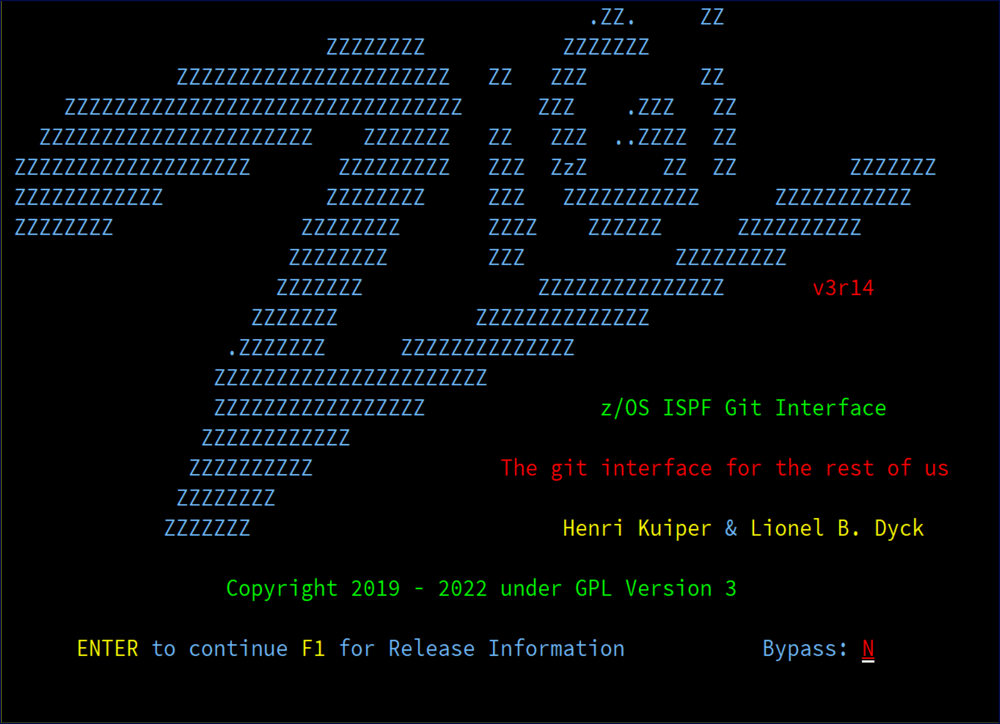 .ZZ. ZZ
ZZZZZZZZ ZZZZZZZ
ZZZZZZZZZZZZZZZZZZZZZZ ZZ ZZZ ZZ
ZZZZZZZZZZZZZZZZZZZZZZZZZZZZZZZZ ZZZ .ZZZ ZZ
ZZZZZZZZZZZZZZZZZZZZZZ ZZZZZZZ ZZ ZZZ ..ZZZZ ZZ
ZZZZZZZZZZZZZZZZZZZ ZZZZZZZZZ ZZZ ZzZ ZZ ZZ ZZZZZZZ
ZZZZZZZZZZZZ ZZZZZZZZ ZZZ ZZZZZZZZZZZ ZZZZZZZZZZZ
ZZZZZZZZ ZZZZZZZZ ZZZZ ZZZZZZ ZZZZZZZZZZ
ZZZZZZZZ ZZZ ZZZZZZZZZ
ZZZZZZZ ZZZZZZZZZZZZZZZ v3r14
ZZZZZZZ ZZZZZZZZZZZZZZ
.ZZZZZZZ ZZZZZZZZZZZZZZ
ZZZZZZZZZZZZZZZZZZZZZZ
ZZZZZZZZZZZZZZZZZ z/OS ISPF Git Interface
ZZZZZZZZZZZZ
ZZZZZZZZZZ The git interface for the rest of us
ZZZZZZZZ
ZZZZZZZ Henri Kuiper & Lionel B. Dyck
Copyright 2019 - 2022 under GPL Version 3
ENTER to continue F1 for Release Information Bypass: N